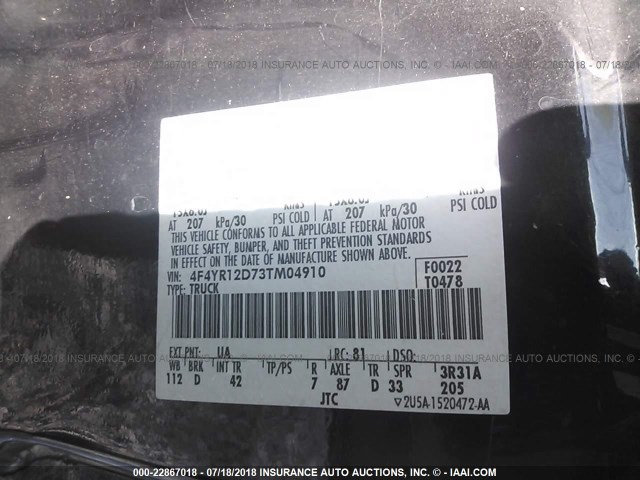 000-22867018 - 07/18/2018 INSURANCE AUTO AUCTIONS, INC. - IAAI.COM
AT 207 kPa/30 PSI COLD AT 207 kPa/30 PSI COLD
THIS VEHICLE CONFORMS TO ALL APPLICABLE FEDERAL MOTOR
VEHICLE SAFETY, BUMPER, AND THEFT PREVENTION STANDARDS
IN EFFECT ON THE DATE OF MANUFACTURE SHOWN ABOVE.
VIN: 4F4YR12D73TM04910 F0022
TYPE: TRUCK T0478
EXT PNT: UA RC: 81 DSO:
WB BRK INT TR TP/PS R AXLE TR SPR 3R31A
112 D 42 7 87 D 33 205
JTC ▽2U5A-1520472-AA
000-22867018 - 07/18/2018 INSURANCE AUTO AUCTIONS, INC. - IAAI.COM